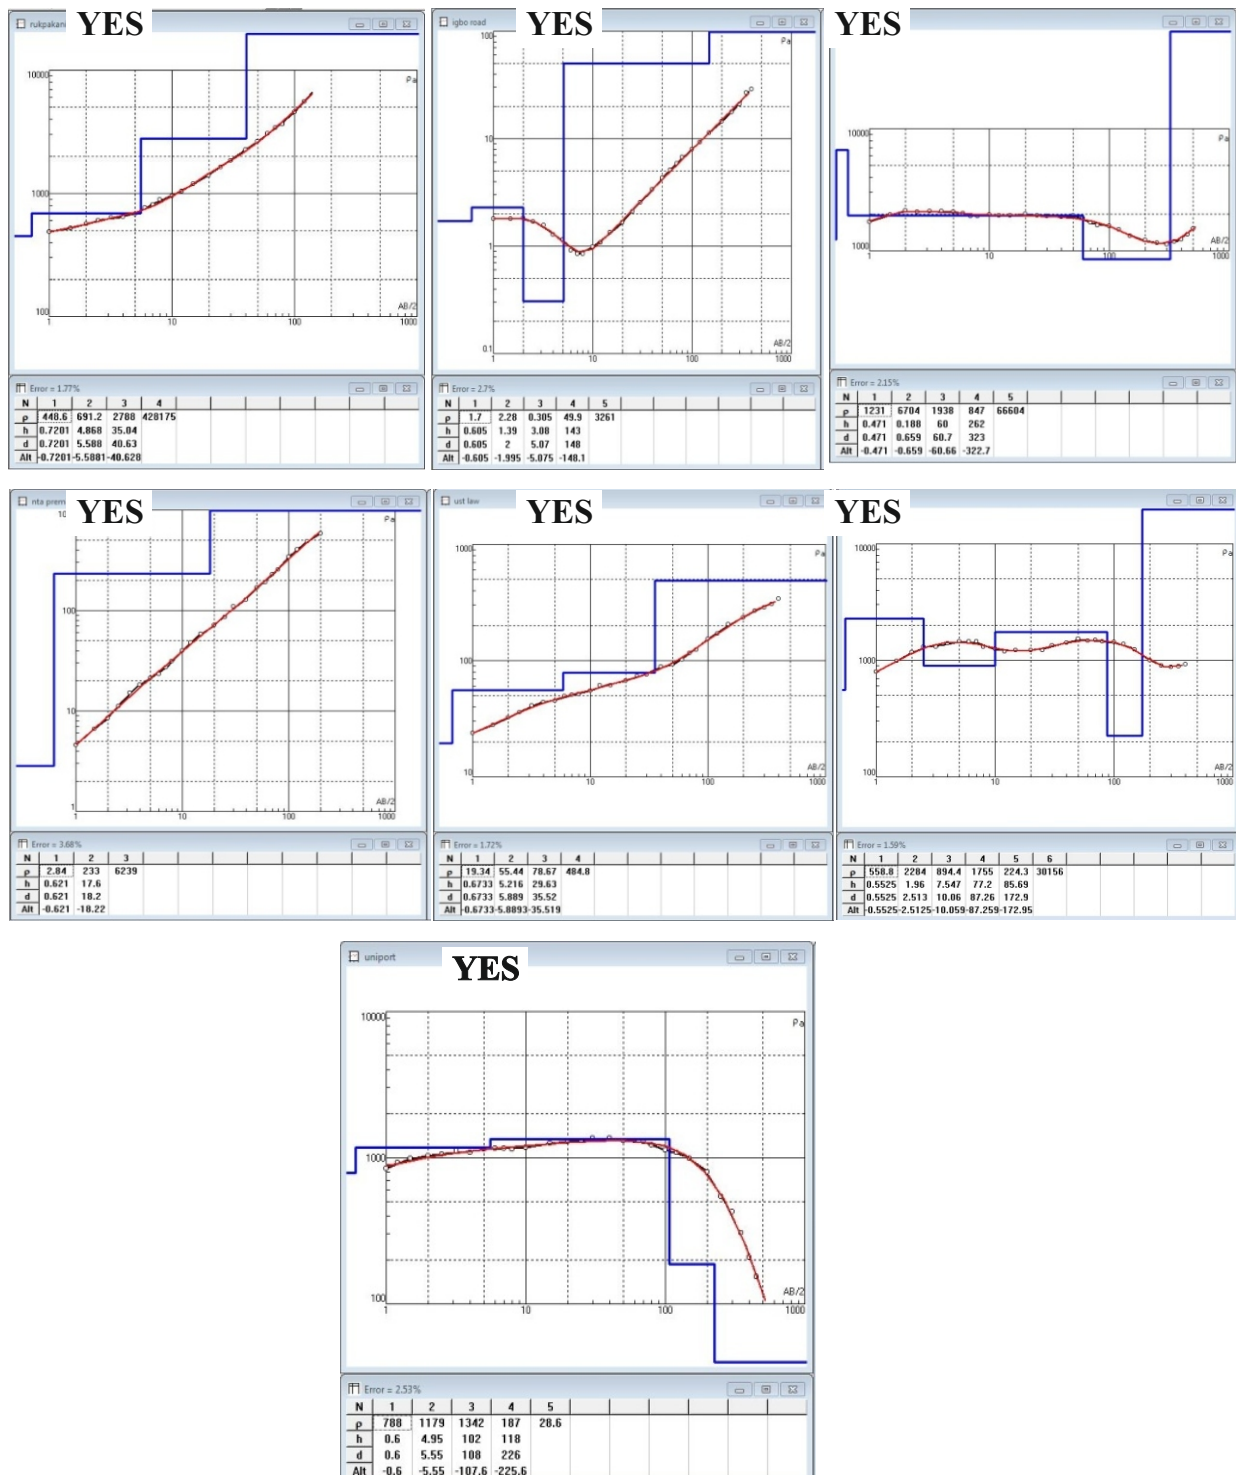 rukpakani YES
10000
ρa
1000
100
AB/2
1 10 100 1000
Error = 1.77%
N 1 2 3 4
ρ 448.6 691.2 2788 428175
h 0.7201 4.868 35.04
d 0.7201 5.588 40.63
Alt -0.7201 -5.5881 -40.628
igbo road YES
100
ρa
10
1
0.1
AB/2
1 10 100 1000
Error = 2.7%
N 1 2 3 4 5
ρ 1.7 2.28 0.305 49.9 3261
h 0.605 1.39 3.08 143
d 0.605 2 5.07 148
Alt -0.605 -1.995 -5.075 -148.1
YES
10000
ρa
1000
AB/2
1 10 100 1000
Error = 2.15%
N 1 2 3 4 5
ρ 1231 6704 1938 847 66604
h 0.471 0.188 60 262
d 0.471 0.659 60.7 323
Alt -0.471 -0.659 -60.66 -322.7
nta prem YES
10
ρa
100
10
1
AB/2
1 10 100 1000
Error = 3.68%
N 1 2 3
ρ 2.84 233 6239
h 0.621 17.6
d 0.621 18.2
Alt -0.621 -18.22
ust law YES
1000
ρa
100
10
AB/2
1 10 100 1000
Error = 1.72%
N 1 2 3 4
ρ 19.34 55.44 78.67 484.8
h 0.6733 5.216 29.63
d 0.6733 5.889 35.52
Alt -0.6733 -5.8893 -35.519
YES
10000
ρa
1000
100
AB/2
1 10 100 1000
Error = 1.59%
N 1 2 3 4 5 6
ρ 558.8 2284 894.4 1755 224.3 30156
h 0.5525 1.96 7.547 77.2 85.69
d 0.5525 2.513 10.06 87.26 172.9
Alt -0.5525 -2.5125 -10.059 -87.259 -172.95
uniport YES
10000
ρa
1000
100
AB/2
1 10 100 1000
Error = 2.53%
N 1 2 3 4 5
ρ 788 1179 1342 187 28.6
h 0.6 4.95 102 118
d 0.6 5.55 108 226
Alt -0.6 -5.55 -107.6 -225.6